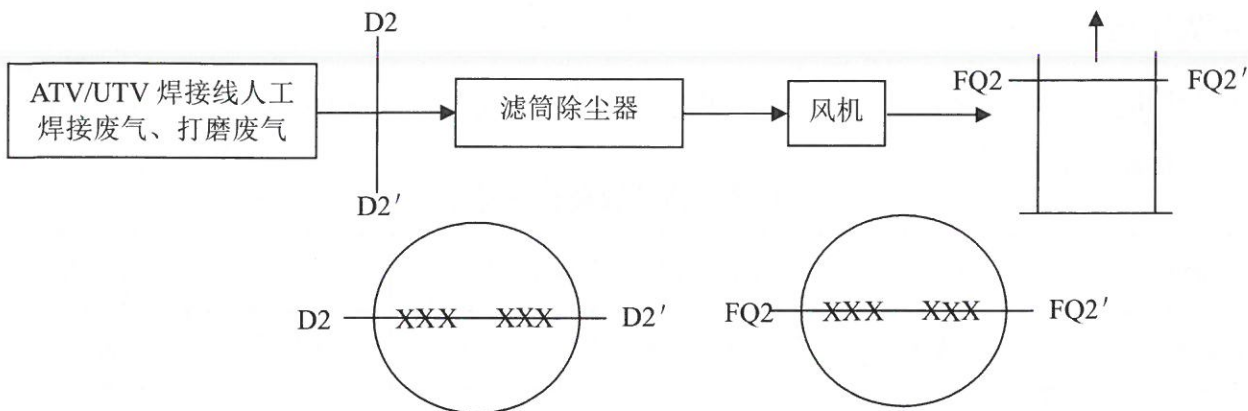 D2
ATV/UTV 焊接线人工
焊接废气、打磨废气
滤筒除尘器
风机
FQ2
FQ2′
D2′
D2
XXX
XXX
D2′
FQ2
XXX
XXX
FQ2′